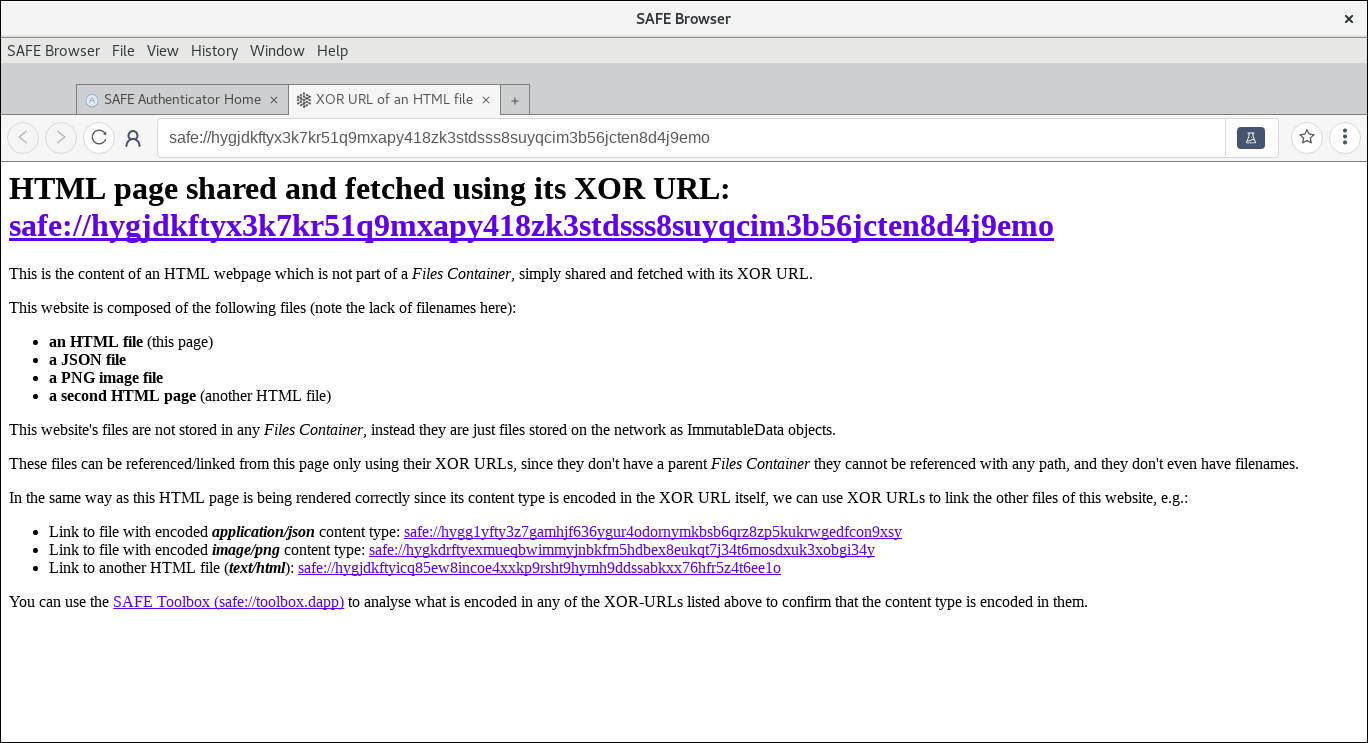 SAFE Browser
SAFE Browser File View History Window Help
SAFE Authenticator Home
XOR URL of an HTML file
safe://hygjdkftyx3k7kr51q9mxapy418zk3stdsss8suyqcim3b56jcten8d4j9emo
HTML page shared and fetched using its XOR URL:
safe://hygjdkftyx3k7kr51q9mxapy418zk3stdsss8suyqcim3b56jcten8d4j9emo
This is the content of an HTML webpage which is not part of a Files Container, simply shared and fetched with its XOR URL.
This website is composed of the following files (note the lack of filenames here):
• an HTML file (this page)
• a JSON file
• a PNG image file
• a second HTML page (another HTML file)
This website's files are not stored in any Files Container, instead they are just files stored on the network as ImmutableData objects.
These files can be referenced/linked from this page only using their XOR URLs, since they don't have a parent Files Container they cannot be referenced with any path, and they don't even have filenames.
In the same way as this HTML page is being rendered correctly since its content type is encoded in the XOR URL itself, we can use XOR URLs to link the other files of this website, e.g.:
• Link to file with encoded application/json content type: safe://hygg1yfty3z7gamhjf636ygur4odornymkbsb6qrz8zp5kukrwgedfcon9xsy
• Link to file with encoded image/png content type: safe://hygkdrftyexmueqbwimmyjnbkfm5hdbex8eukqt7j34t6mosdxuk3xobgi34y
• Link to another HTML file (text/html): safe://hygjdkftyicq85ew8incoe4xxkp9rsht9hymh9ddssabkxx76hfr5z4t6ee1o
You can use the SAFE Toolbox (safe://toolbox.dapp) to analyse what is encoded in any of the XOR-URLs listed above to confirm that the content type is encoded in them.